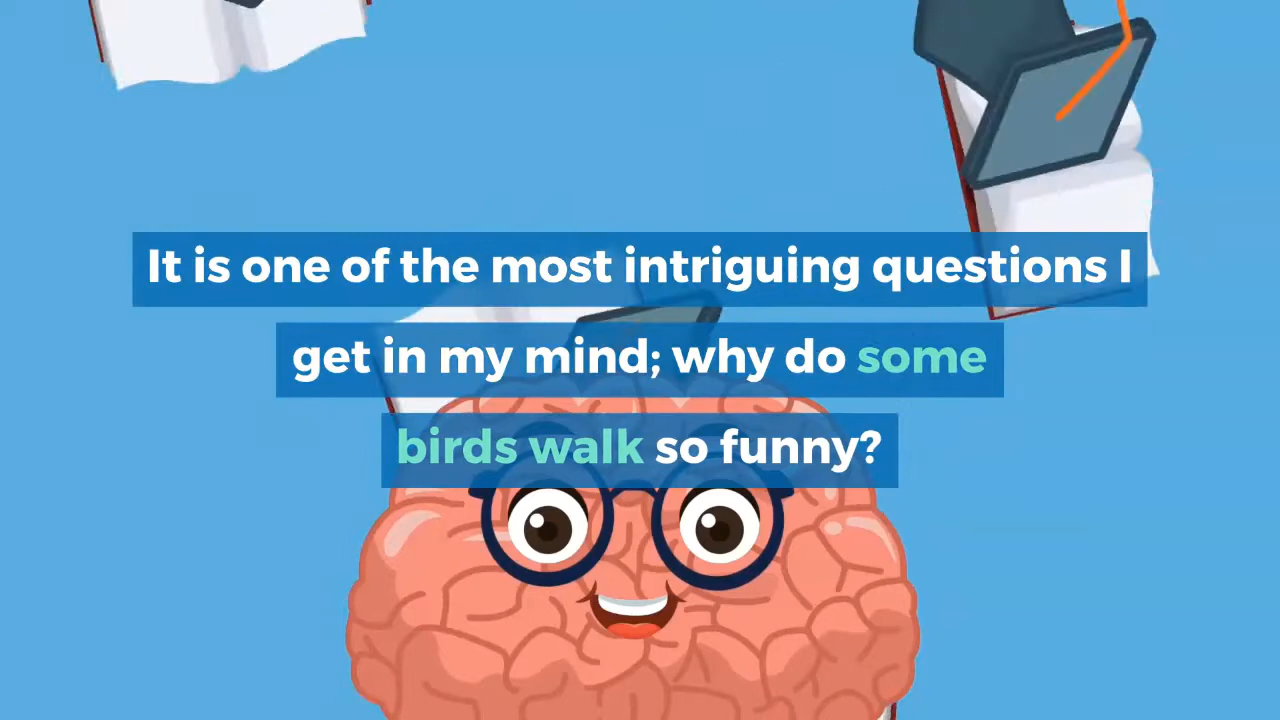 It is one of the most intriguing questions I
get in my mind; why do some
birds walk so funny?